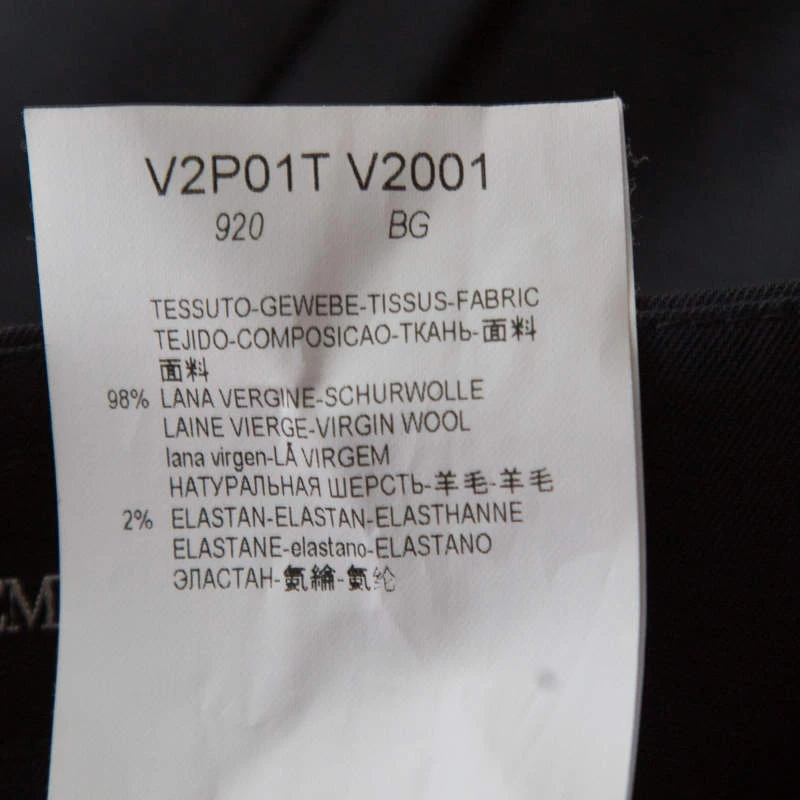 V2P01T V2001
920 BG
TESSUTO-GEWEBE-TISSUS-FABRIC
TEJIDO-COMPOSICAO-ТКАНЬ-面料
面料
98% LANA VERGINE-SCHURWOLLE
LAINE VIERGE-VIRGIN WOOL
lana virgen-LÅ VIRGEM
НАТУРАЛЬНАЯ ШЕРСТЬ-羊毛-羊毛
2% ELASTAN-ELASTAN-ELASTHANNE
ELASTANE-elastano-ELASTANO
ЭЛАСТАН-氨綸-氨纶